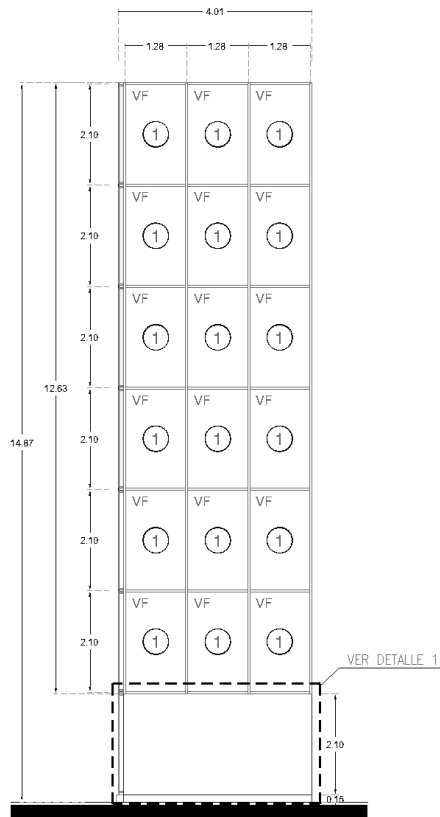 4.01
1.28 1.28 1.28
VF VF VF
2.10 1 1 1
VF VF VF
2.10 1 1 1
VF VF VF
2.10 1 1 1
12.63
VF VF VF
2.10 1 1 1
14.87
VF VF VF
2.10 1 1 1
VF VF VF
2.10 1 1 1
VER DETALLE 1
2.10
0.15